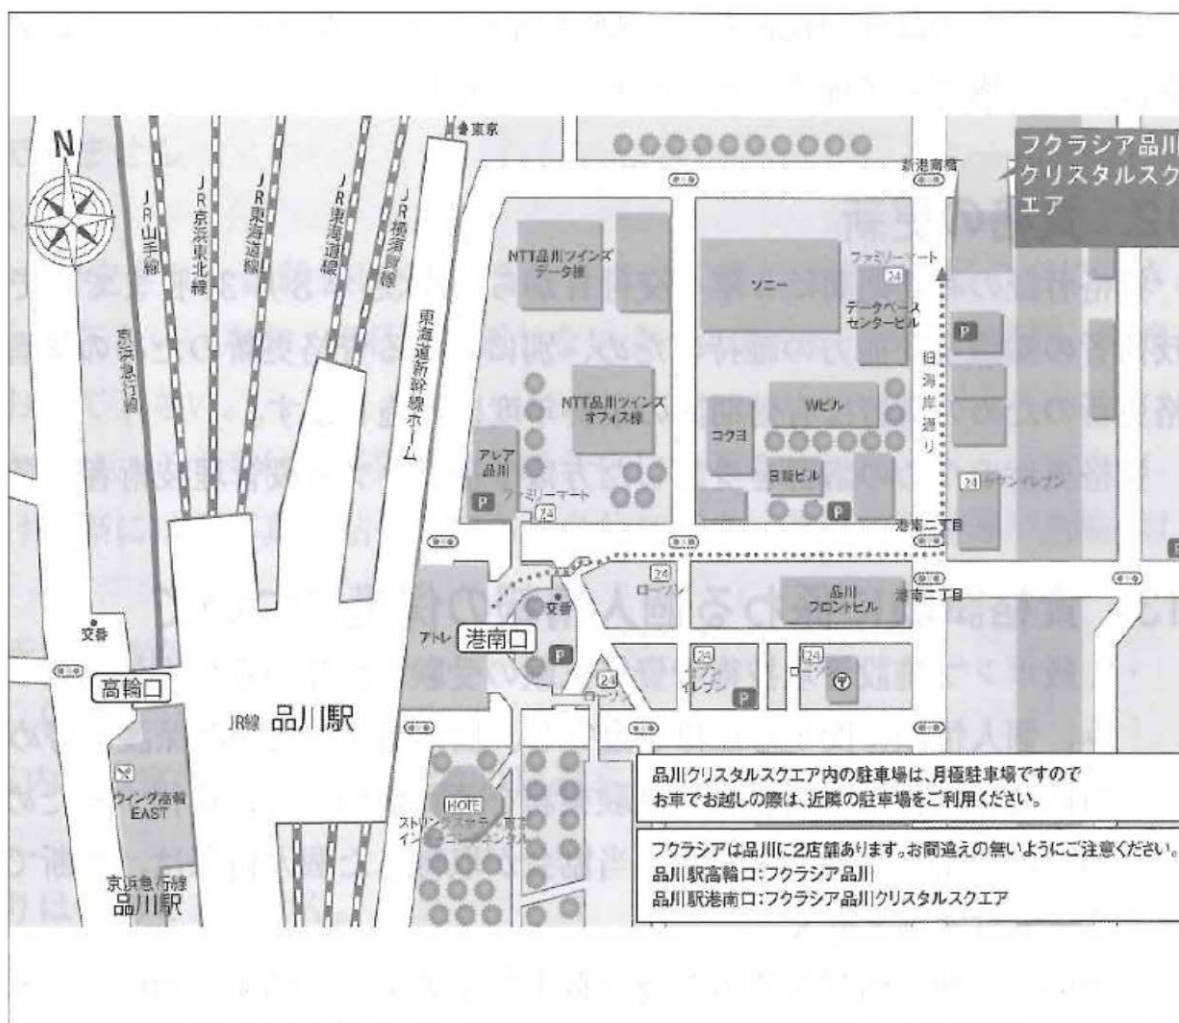 N
東京
JR山手線
JR京浜東北線
JR東海道線
JR東海道線
JR横須賀線
京浜急行線
東海道新幹線ホーム
新港南橋
フクラシア品川
クリスタルスク
エア
NTT品川ツインズ
データ棟
ソニー
ファミリーマート
24
データベース
センタービル
P
旧海岸通り
NTT品川ツインズ
オフィス棟
Wビル
コクヨ
アレア
品川
P
ファミリーマート
24
P
24
セブンイレブン
港南二丁目
24
ローソン
品川
フロントビル
港南二丁目
交番
交番
アトレ
港南口
P
高輪口
24
ローソン
24
セブン
イレブン
P
24
ローソン
JR線 品川駅
ウィング高輪
EAST
京浜急行線
品川駅
HOTE
品川クリスタルスクエア内の駐車場は、月極駐車場ですので
お車でお越しの際は、近隣の駐車場をご利用ください。
フクラシアは品川に2店舗あります。お間違えの無いようにご注意ください。
品川駅高輪口：フクラシア品川
品川駅港南口：フクラシア品川クリスタルスクエア